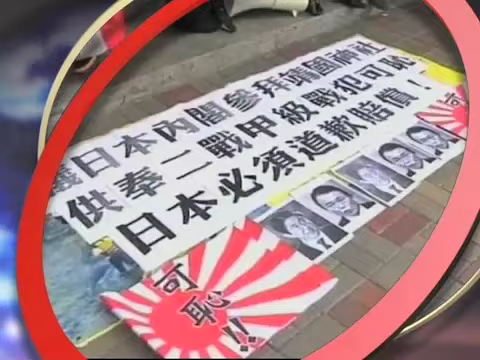 議日本內閣參拜靖國神社
供奉二戰甲級戰犯可恥
日本必須道歉賠償！
可
可恥!!